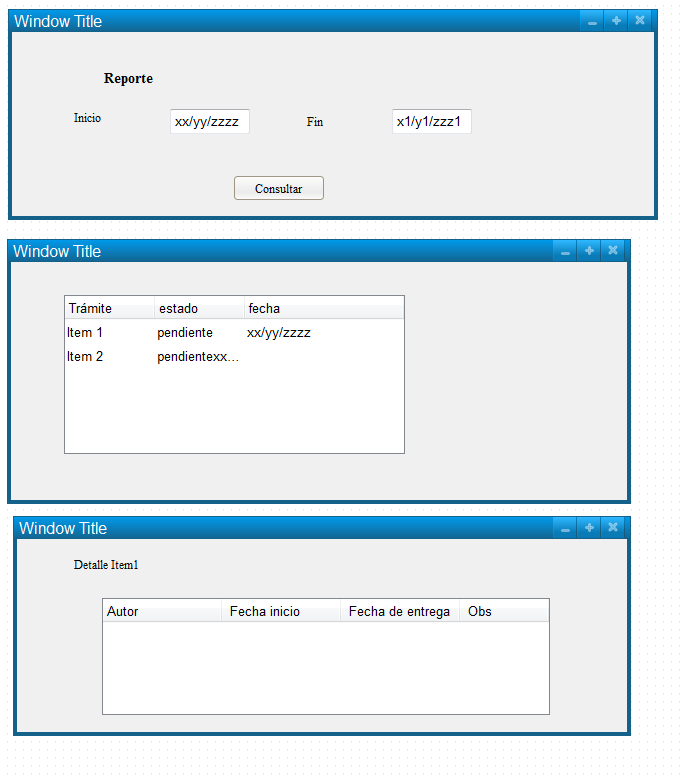 Window Title
Reporte
Inicio xx/yy/zzzz Fin x1/y1/zzz1
Consultar
Window Title
Trámite estado fecha
Item 1 pendiente xx/yy/zzzz
Item 2 pendientexx...
Window Title
Detalle Item1
Autor Fecha inicio Fecha de entrega Obs